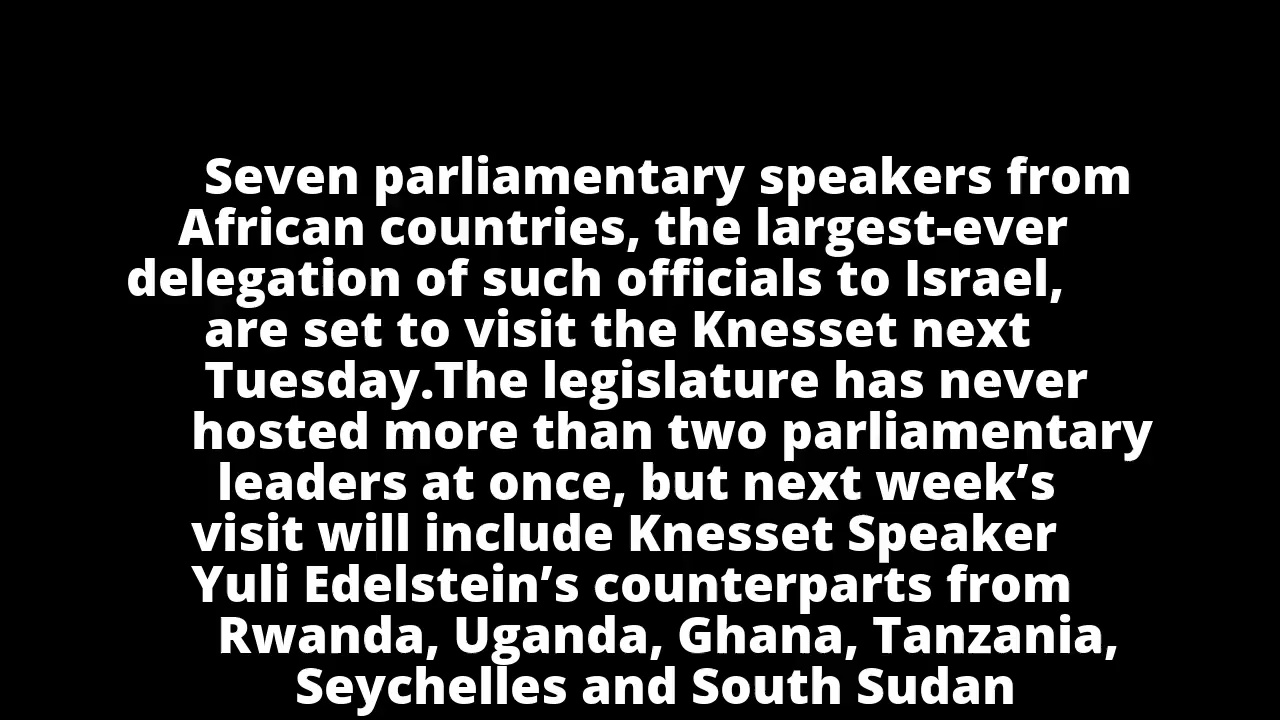 Seven parliamentary speakers from
African countries, the largest-ever
delegation of such officials to Israel,
are set to visit the Knesset next
Tuesday.The legislature has never
hosted more than two parliamentary
leaders at once, but next week’s
visit will include Knesset Speaker
Yuli Edelstein’s counterparts from
Rwanda, Uganda, Ghana, Tanzania,
Seychelles and South Sudan